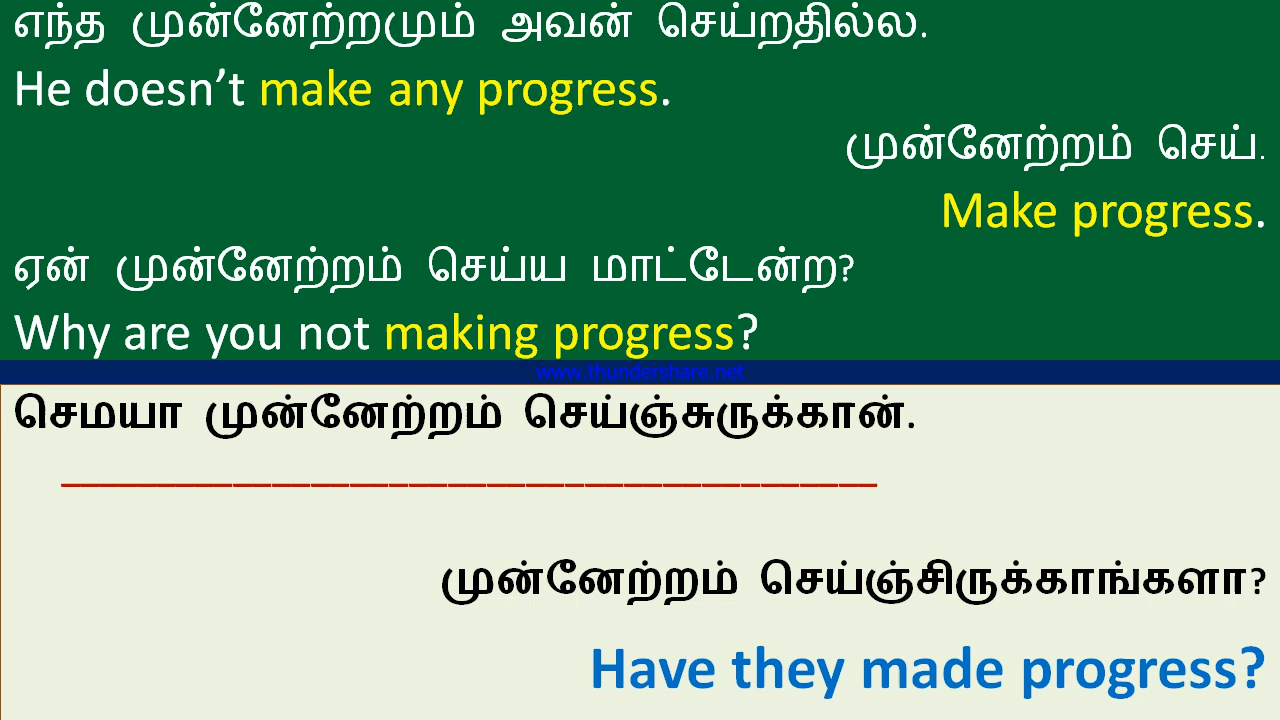 எந்த முன்னேற்றமும் அவன் செய்றதில்ல.
He doesn’t make any progress.
முன்னேற்றம் செய்.
Make progress.
ஏன் முன்னேற்றம் செய்ய மாட்டேன்ற?
Why are you not making progress?
www.thundershare.net
செமயா முன்னேற்றம் செய்ஞ்சுருக்கான்.
முன்னேற்றம் செய்ஞ்சிருக்காங்களா?
Have they made progress?